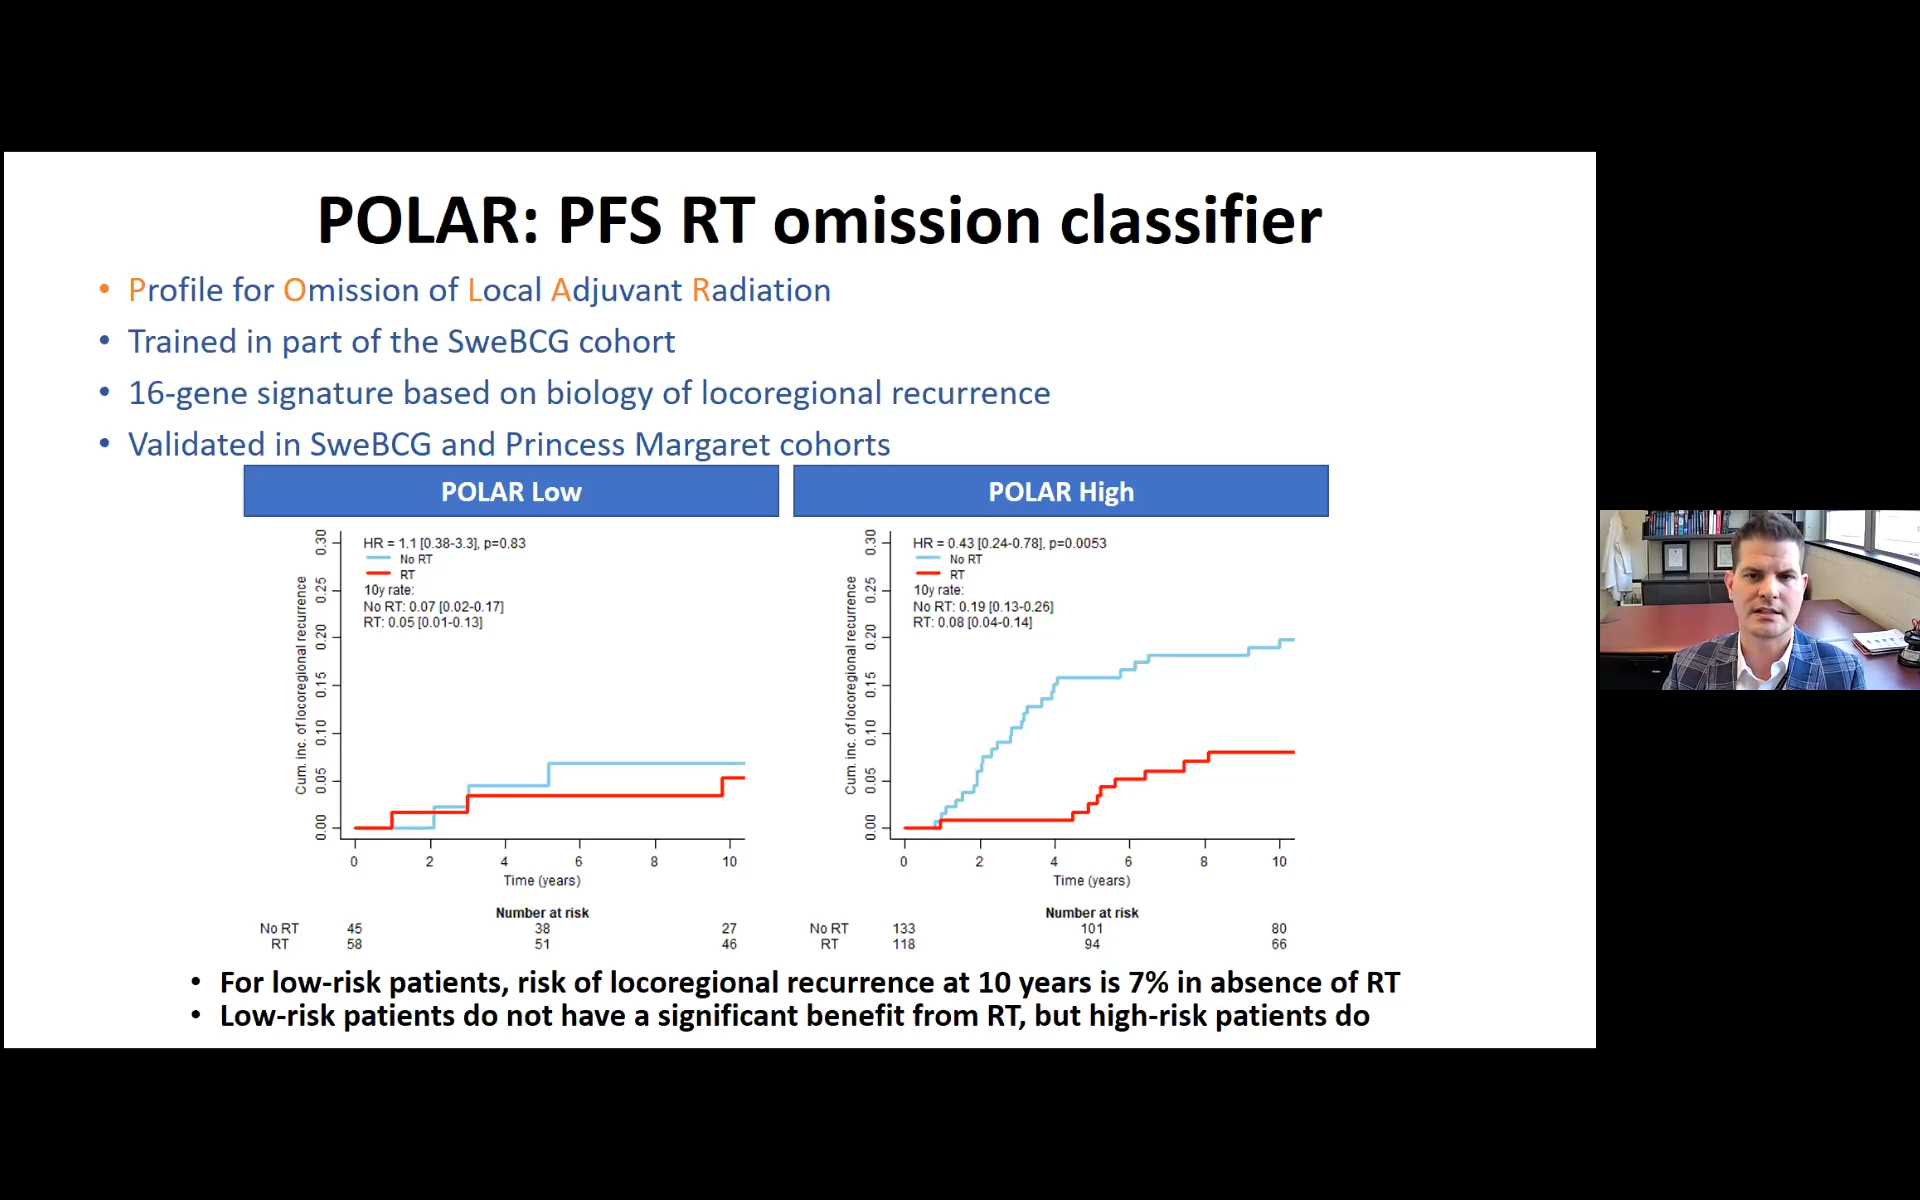 POLAR: PFS RT omission classifier
• Profile for Omission of Local Adjuvant Radiation
• Trained in part of the SweBCG cohort
• 16-gene signature based on biology of locoregional recurrence
• Validated in SweBCG and Princess Margaret cohorts
POLAR Low
HR = 1.1 [0.38-3.3], p=0.83
No RT
RT
10y rate:
No RT: 0.07 [0.02-0.17]
RT: 0.05 [0.01-0.13]
Cum. inc. of locoregional recurrence
0.30
0.25
0.20
0.15
0.10
0.05
0.00
0 2 4 6 8 10
Time (years)
Number at risk
No RT 45 38 27
RT 58 51 46
POLAR High
HR = 0.43 [0.24-0.78], p=0.0053
No RT
RT
10y rate:
No RT: 0.19 [0.13-0.26]
RT: 0.08 [0.04-0.14]
Cum. inc. of locoregional recurrence
0.30
0.25
0.20
0.15
0.10
0.05
0.00
0 2 4 6 8 10
Time (years)
Number at risk
No RT 133 101 80
RT 118 94 66
• For low-risk patients, risk of locoregional recurrence at 10 years is 7% in absence of RT
• Low-risk patients do not have a significant benefit from RT, but high-risk patients do